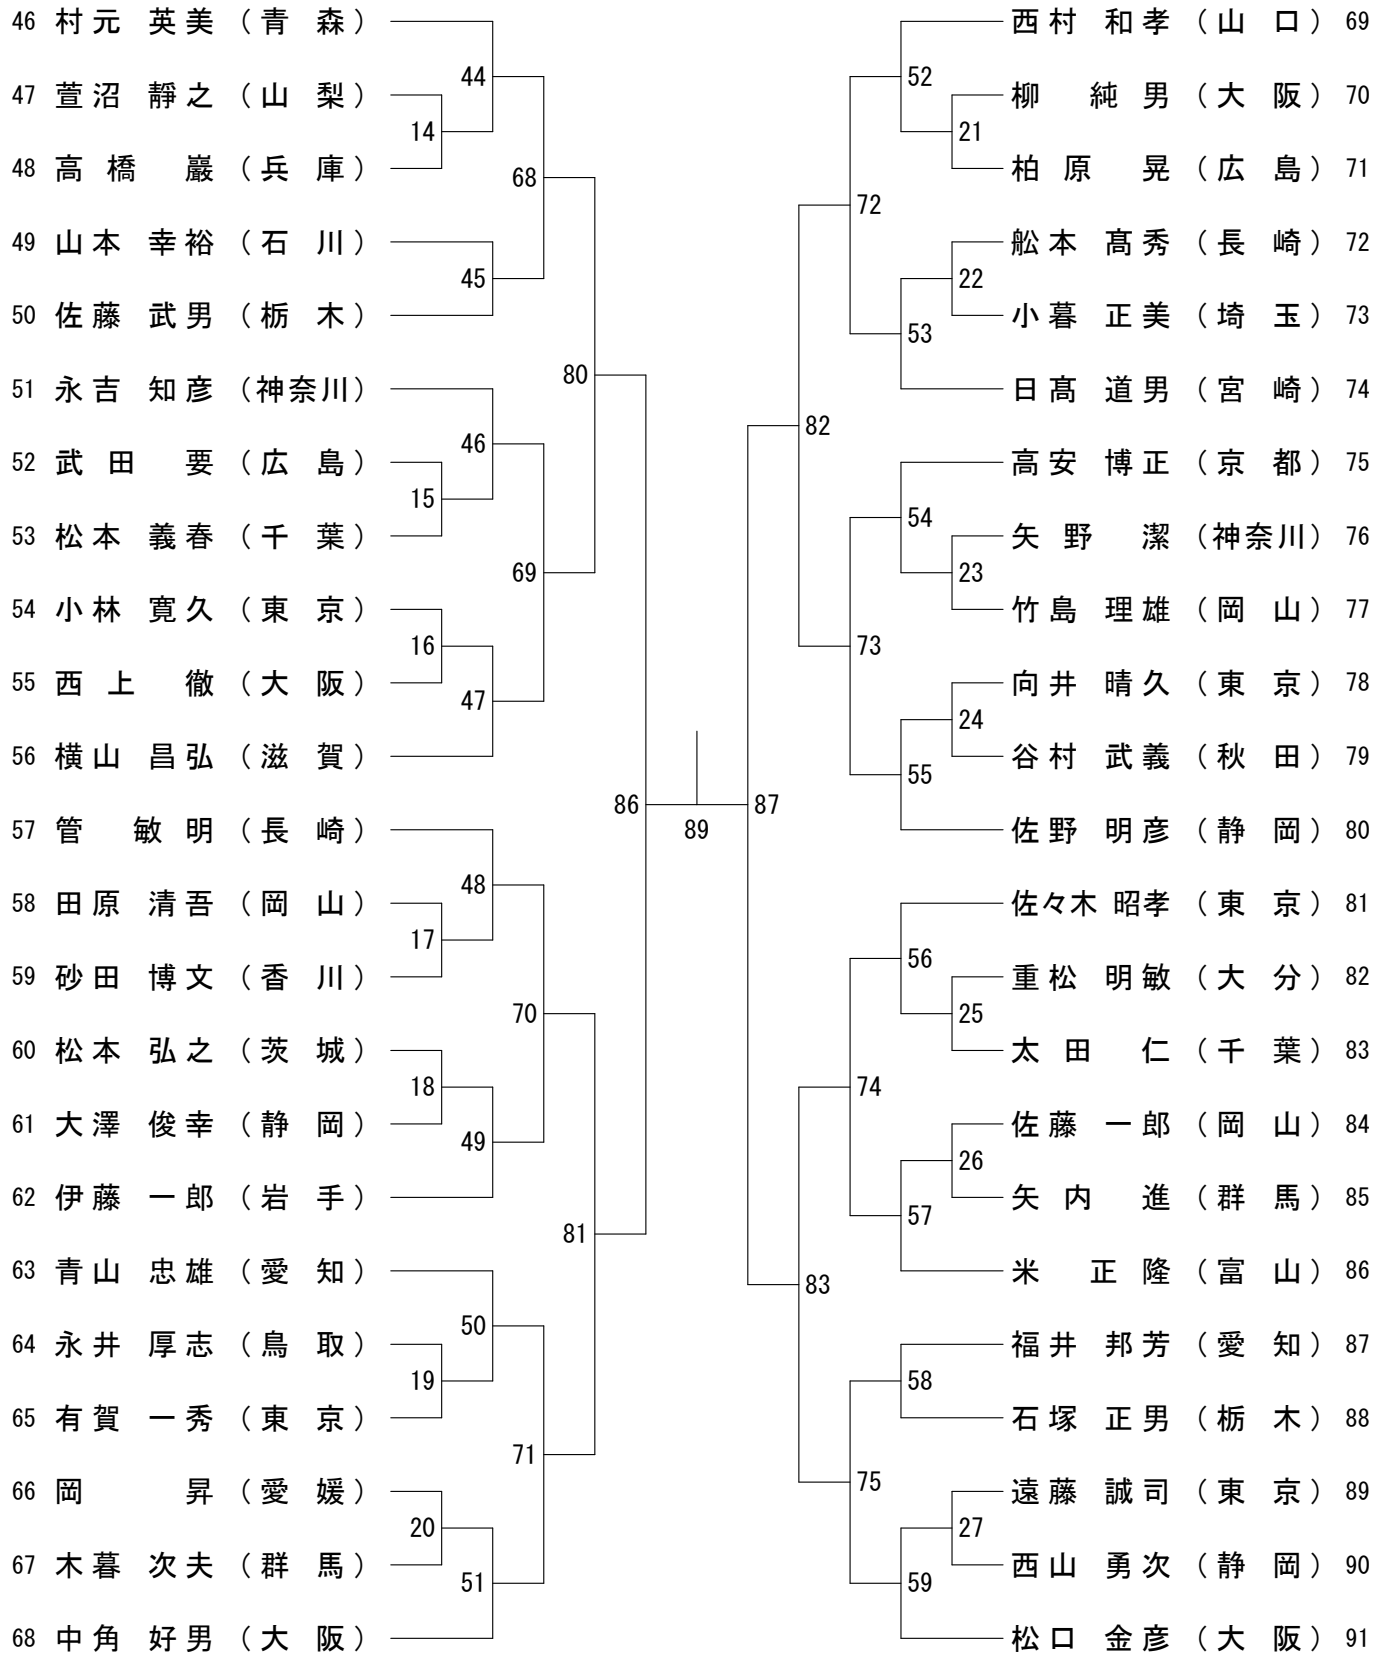 46 村元 英美 (青 森)
47 萱沼 靜之 (山 梨)
48 高橋 巖 (兵 庫)
49 山本 幸裕 (石 川)
50 佐藤 武男 (栃 木)
51 永吉 知彦 (神奈川)
52 武田 要 (広 島)
53 松本 義春 (千 葉)
54 小林 寛久 (東 京)
55 西上 徹 (大 阪)
56 横山 昌弘 (滋 賀)
57 管 敏明 (長 崎)
58 田原 清吾 (岡 山)
59 砂田 博文 (香 川)
60 松本 弘之 (茨 城)
61 大澤 俊幸 (静 岡)
62 伊藤 一郎 (岩 手)
63 青山 忠雄 (愛 知)
64 永井 厚志 (鳥 取)
65 有賀 一秀 (東 京)
66 岡 昇 (愛 媛)
67 木暮 次夫 (群 馬)
68 中角 好男 (大 阪)
14
15
16
17
18
19
20
44
45
46
47
48
49
50
51
68
69
70
71
80
81
86
89
87
82
83
72
73
74
75
52
53
54
55
56
57
58
59
21
22
23
24
25
26
27
西村 和孝 (山 口) 69
柳 純男 (大 阪) 70
柏原 晃 (広 島) 71
舩本 髙秀 (長 崎) 72
小暮 正美 (埼 玉) 73
日髙 道男 (宮 崎) 74
高安 博正 (京 都) 75
矢野 潔 (神奈川) 76
竹島 理雄 (岡 山) 77
向井 晴久 (東 京) 78
谷村 武義 (秋 田) 79
佐野 明彦 (静 岡) 80
佐々木 昭孝 (東 京) 81
重松 明敏 (大 分) 82
太田 仁 (千 葉) 83
佐藤 一郎 (岡 山) 84
矢内 進 (群 馬) 85
米 正隆 (富 山) 86
福井 邦芳 (愛 知) 87
石塚 正男 (栃 木) 88
遠藤 誠司 (東 京) 89
西山 勇次 (静 岡) 90
松口 金彦 (大 阪) 91